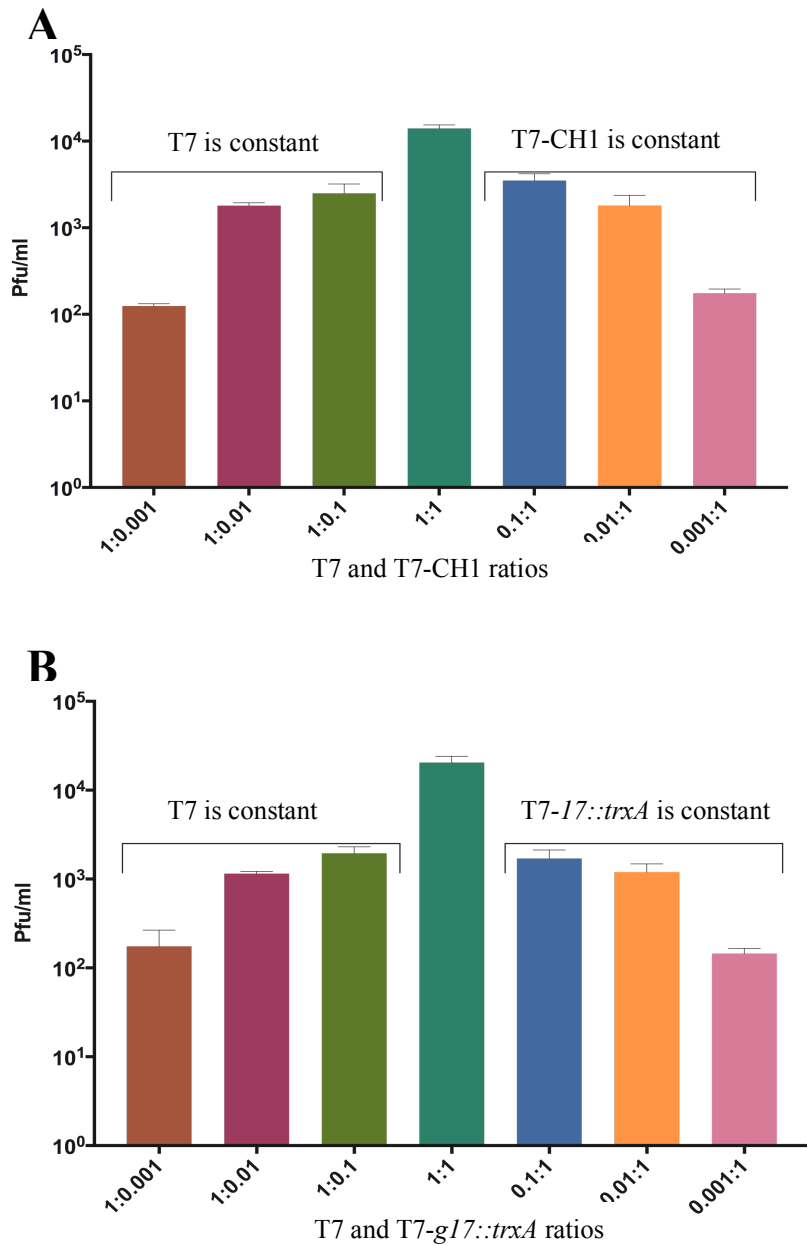 A
10^5
10^4
10^3
10^2
10^1
10^0
Pfu/ml
T7 is constant
T7-CH1 is constant
1:0.001
1:0.01
1:0.1
1:1
0.1:1
0.01:1
0.001:1
T7 and T7-CH1 ratios
B
10^5
10^4
10^3
10^2
10^1
10^0
Pfu/ml
T7 is constant
T7-17::trxA is constant
1:0.001
1:0.01
1:0.1
1:1
0.1:1
0.01:1
0.001:1
T7 and T7-g17::trxA ratios